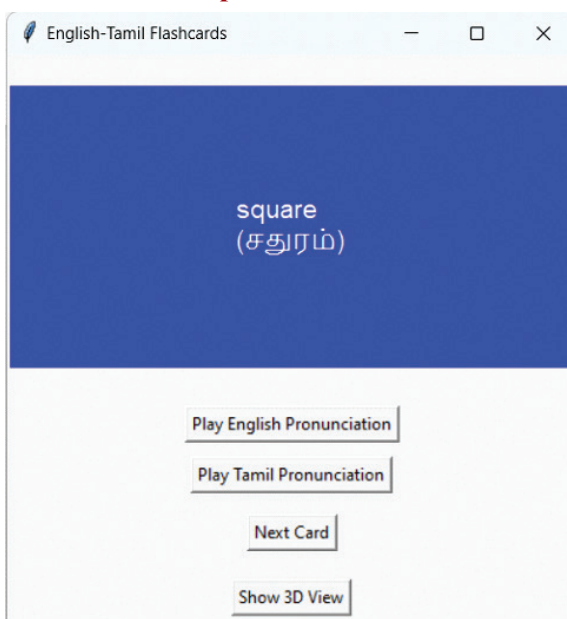 English-Tamil Flashcards
square
(சதுரம்)
Play English Pronunciation
Play Tamil Pronunciation
Next Card
Show 3D View